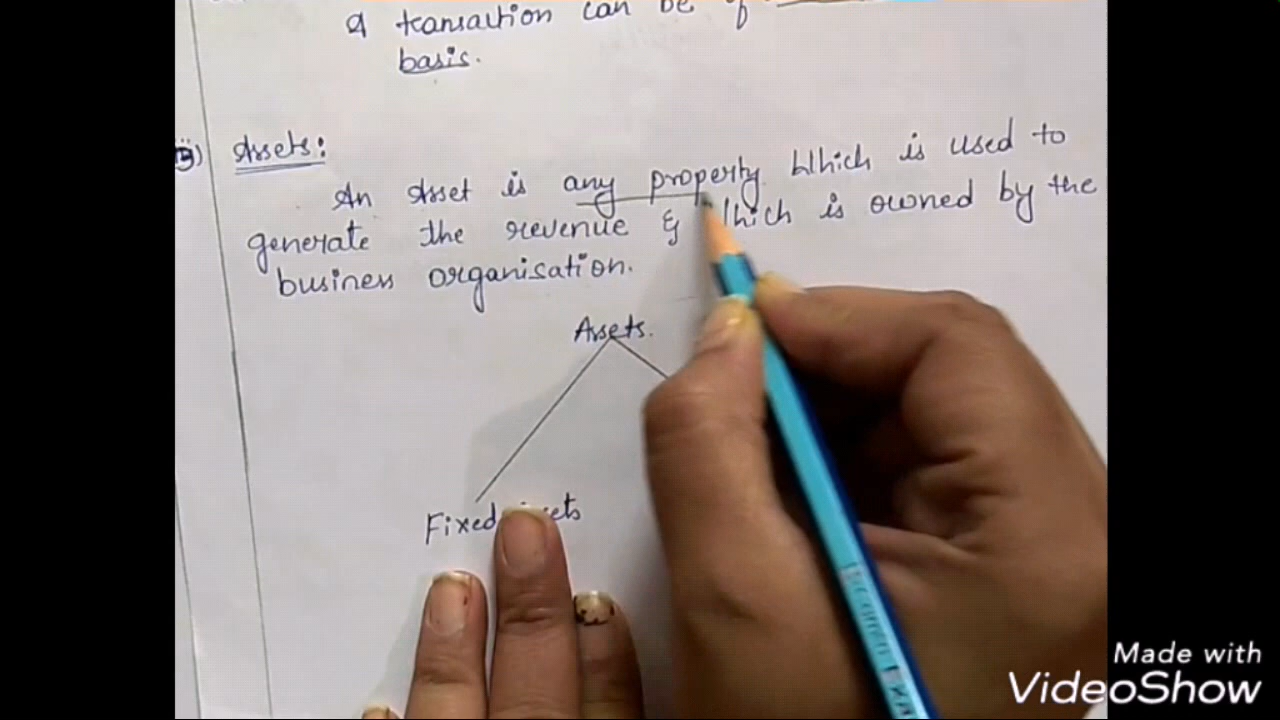 A transaction can be of
basis.
Assets:
An Asset is any property which is used to
generate the revenue & which is owned by the
business organisation.
Assets.
Fixed
Made with
VideoShow